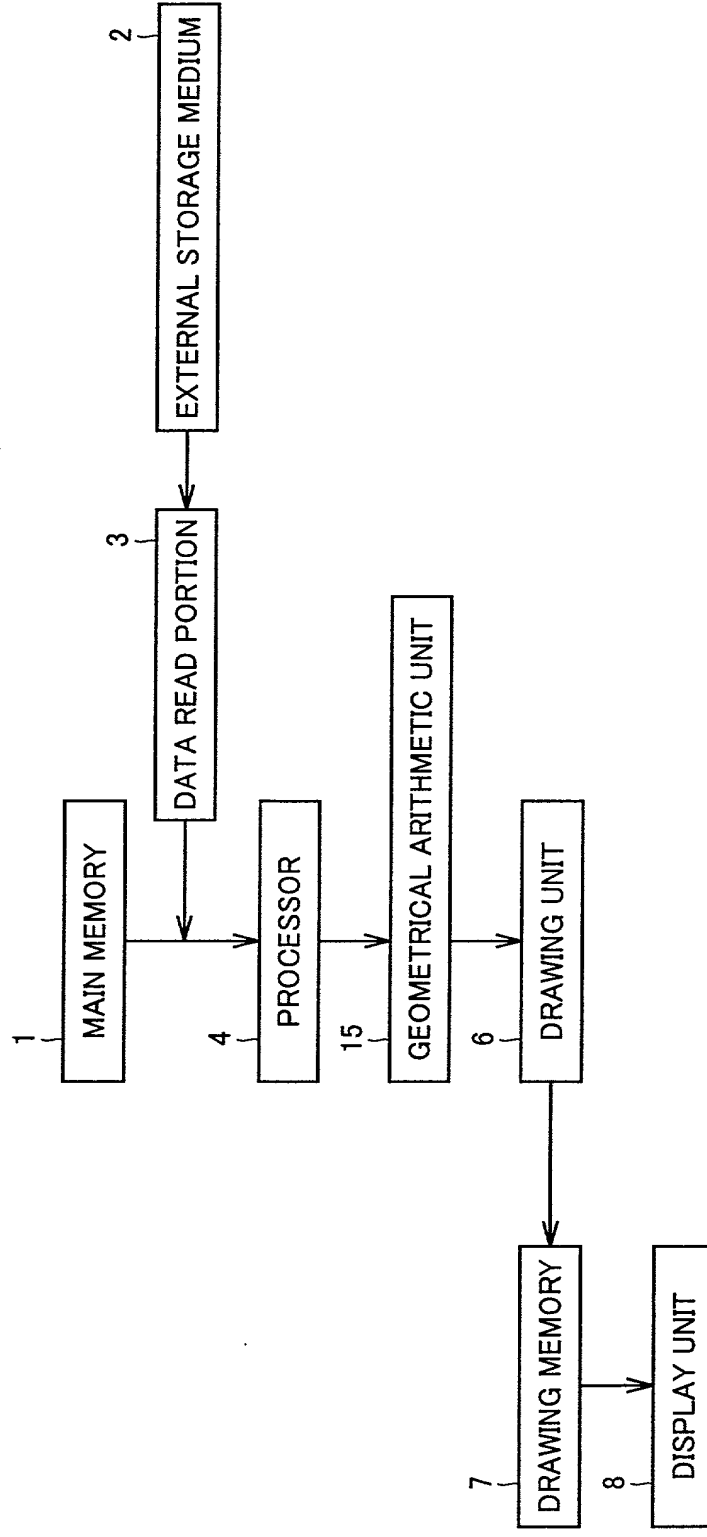 1
MAIN MEMORY
2
EXTERNAL STORAGE MEDIUM
3
DATA READ PORTION
4
PROCESSOR
15
GEOMETRICAL ARITHMETIC UNIT
6
DRAWING UNIT
7
DRAWING MEMORY
8
DISPLAY UNIT